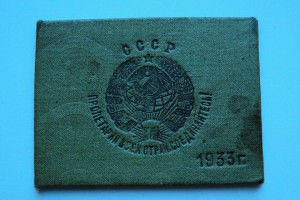 СССР
ПРОЛЕТАРИИ ВСЕХ СТРАН, СОЕДИНЯЙТЕСЬ!
1933г.